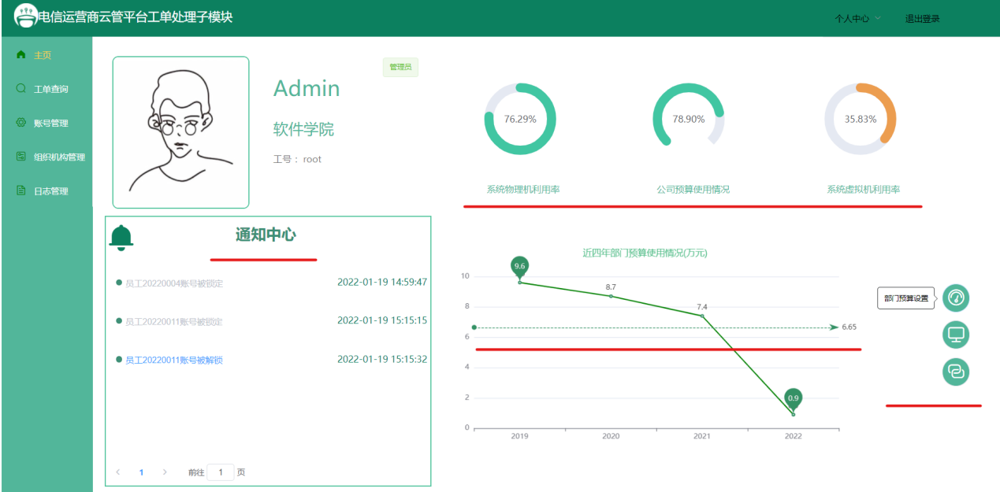 电信运营商云管平台工单处理子模块
个人中心
退出登录
主页
工单查询
账号管理
组织机构管理
日志管理
管理员
Admin
软件学院
工号： root
76.29%
78.90%
35.83%
系统物理机利用率
公司预算使用情况
系统虚拟机利用率
通知中心
员工20220004账号被锁定 2022-01-19 14:59:47
员工20220011账号被锁定 2022-01-19 15:15:15
员工20220011账号被解锁 2022-01-19 15:15:32
1
前往 1 页
近四年部门预算使用情况(万元)
10
8
6
4
2
0
9.6
8.7
7.4
6.65
0.9
2019
2020
2021
2022
部门预算设置